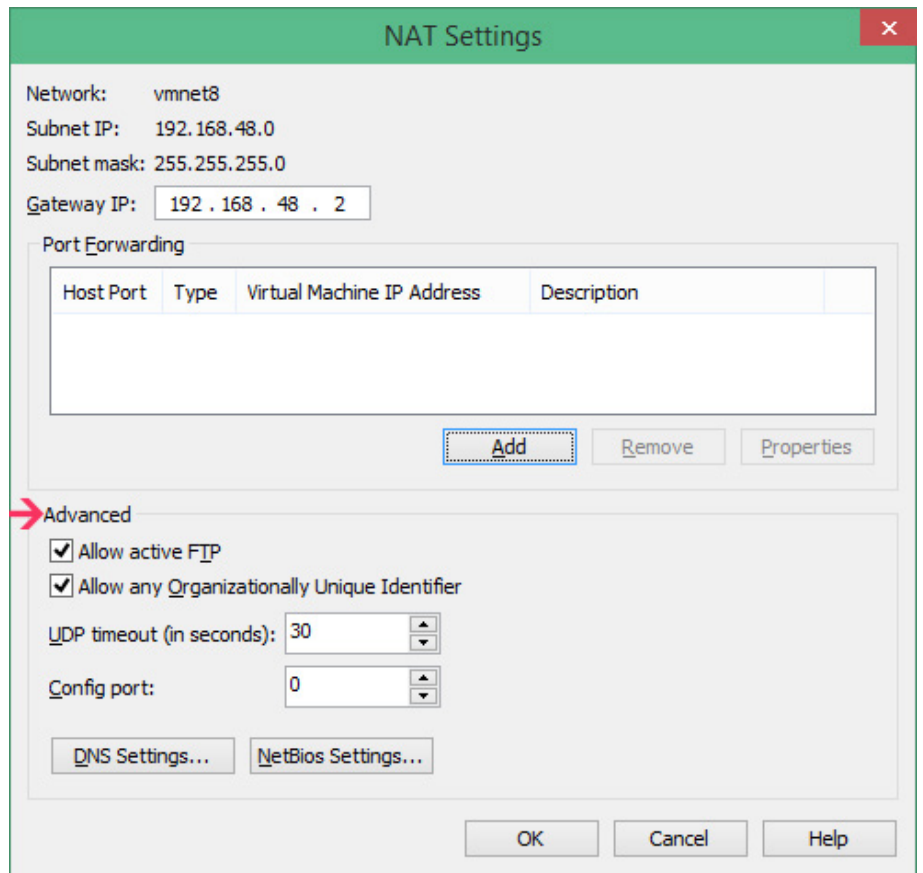 NAT Settings
Network: vmnet8
Subnet IP: 192.168.48.0
Subnet mask: 255.255.255.0
Gateway IP: 192 . 168 . 48 . 2
Port Forwarding
Host Port Type Virtual Machine IP Address Description
Add Remove Properties
Advanced
Allow active FTP
Allow any Organizationally Unique Identifier
UDP timeout (in seconds): 30
Config port: 0
DNS Settings... NetBios Settings...
OK Cancel Help